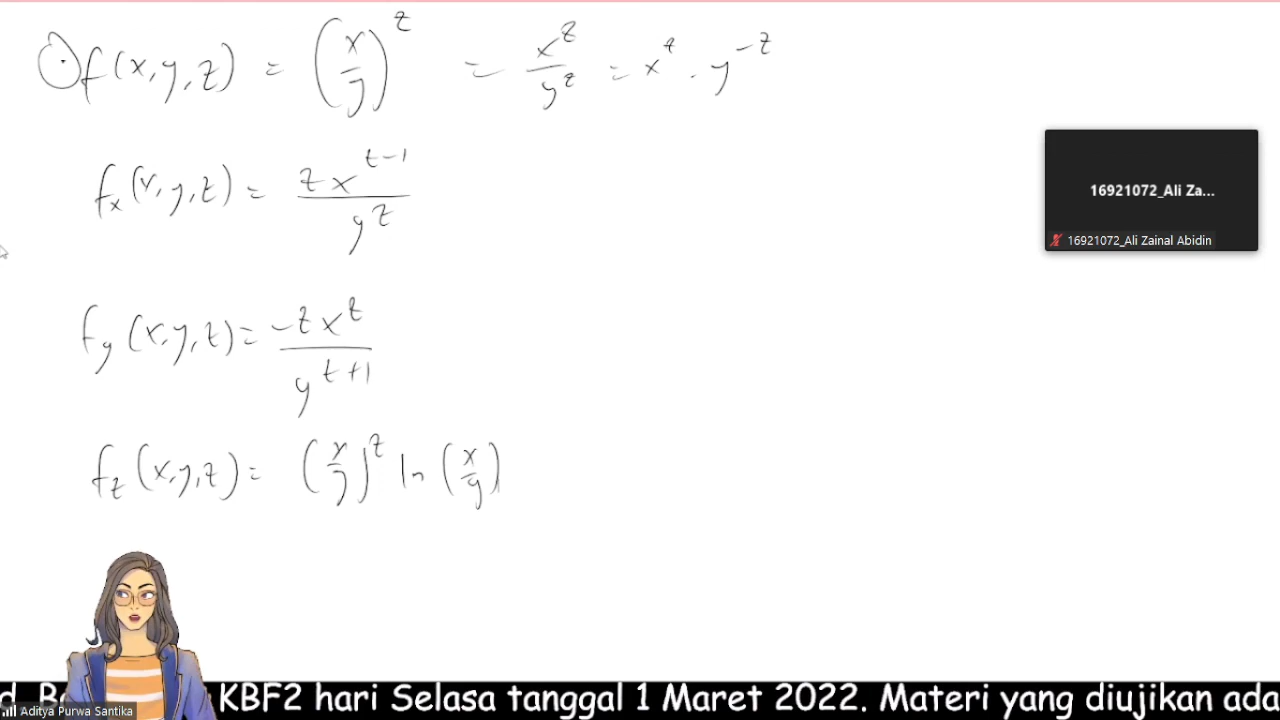 f(x,y,z) = (x/y)^z = x^z/y^z = x^z . y^-z
f_x(x,y,z) = z x^(z-1) / y^z
f_y(x,y,z) = -z x^z / y^(z+1)
f_z(x,y,z) = (x/y)^z ln (x/y)
16921072_Ali Za...
16921072_Ali Zainal Abidin
KBF2 hari Selasa tanggal 1 Maret 2022. Materi yang diujikan ada
Aditya Purwa Santika